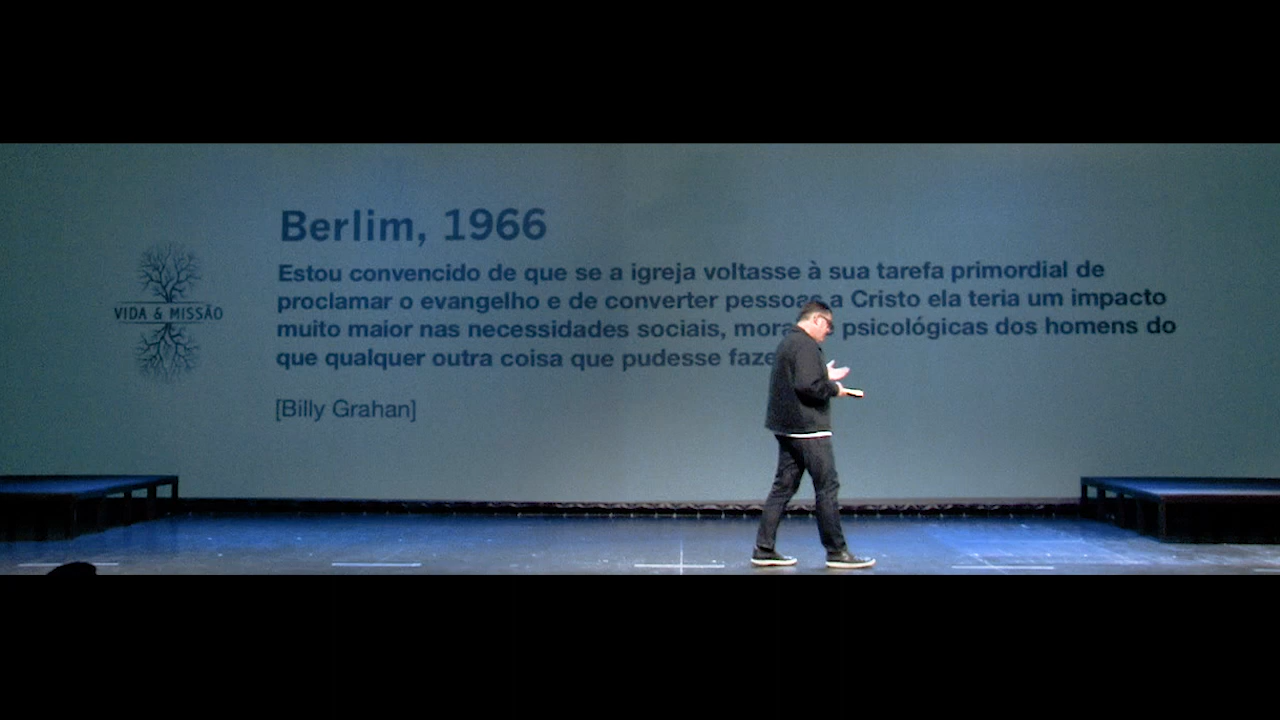 Berlim, 1966
Estou convencido de que se a igreja voltasse à sua tarefa primordial de
proclamar o evangelho e de converter pessoas a Cristo ela teria um impacto
VIDA & MISSÃO
muito maior nas necessidades sociais, psicológicas dos homens do
que qualquer outra coisa que pudesse
[Billy Grahan]